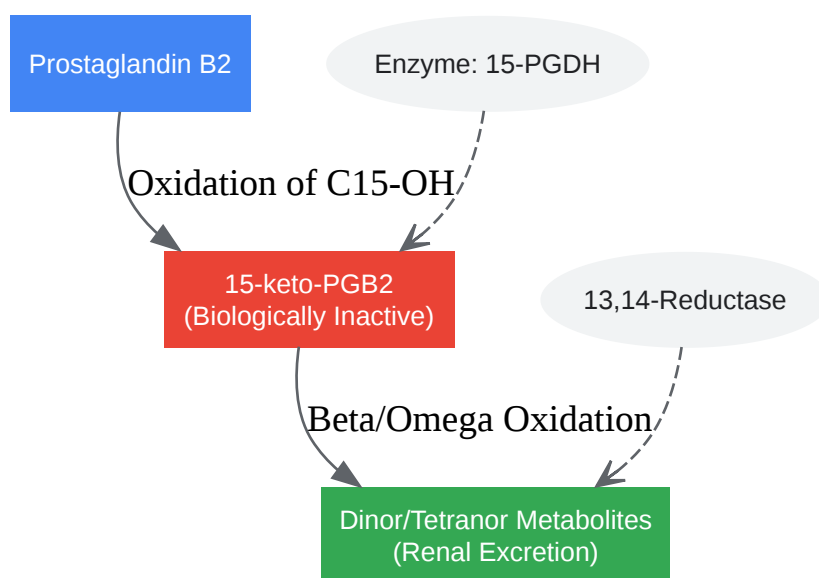 Prostaglandin B2
Enzyme: 15-PGDH
Oxidation of C15-OH
15-keto-PGB2
(Biologically Inactive)
13,14-Reductase
Beta/Omega Oxidation
Dinor/Tetranor Metabolites
(Renal Excretion)